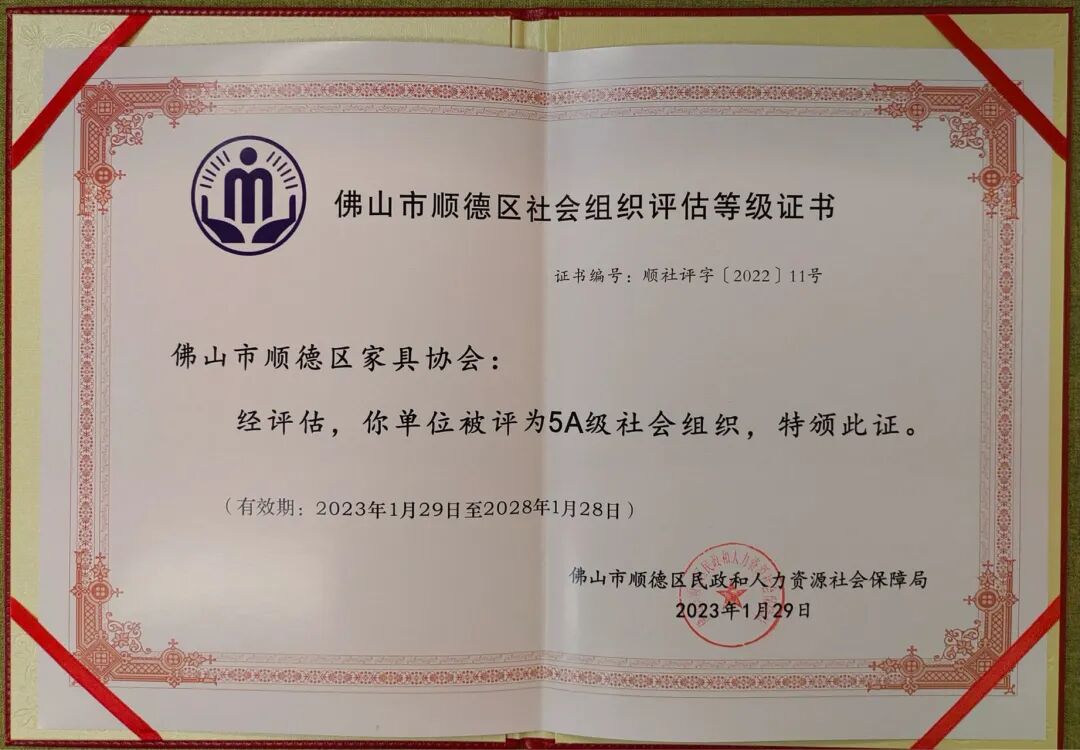 佛山市顺德区社会组织评估等级证书
证书编号：顺社评字〔2022〕11号
佛山市顺德区家具协会：
经评估，你单位被评为5A级社会组织，特颁此证。
（有效期：2023年1月29日至2028年1月28日）
佛山市顺德区民政和人力资源社会保障局
2023年1月29日